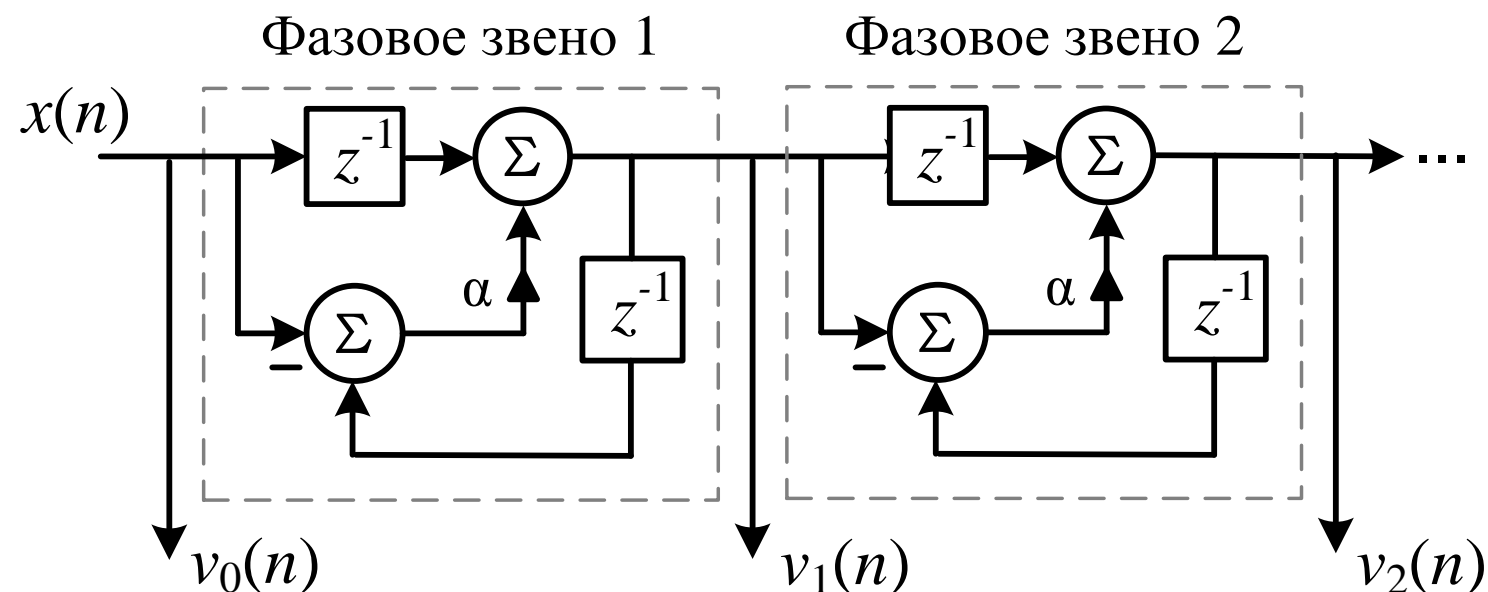 Фазовое звено 1
Фазовое звено 2
x(n)
z⁻¹
Σ
z⁻¹
Σ
...
α
z⁻¹
α
z⁻¹
Σ
Σ
–
–
v₀(n)
v₁(n)
v₂(n)